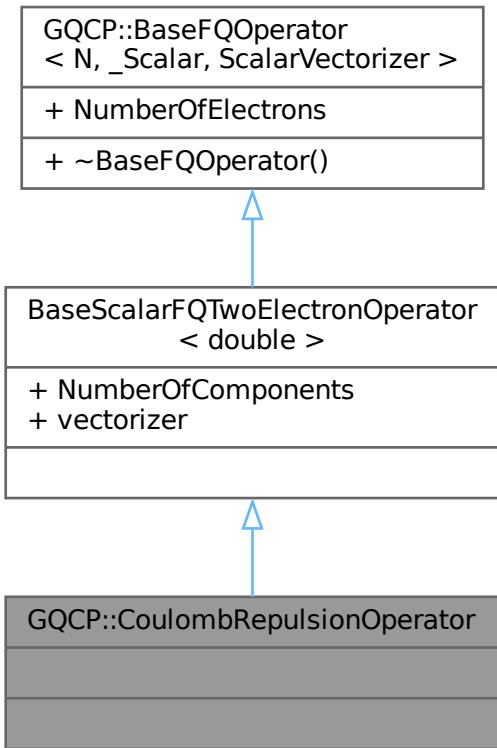 GQCP::BaseFQOperator
< N, _Scalar, ScalarVectorizer >
+ NumberOfElectrons
+ ~BaseFQOperator()
BaseScalarFQTwoElectronOperator
< double >
+ NumberOfComponents
+ vectorizer
GQCP::CoulombRepulsionOperator